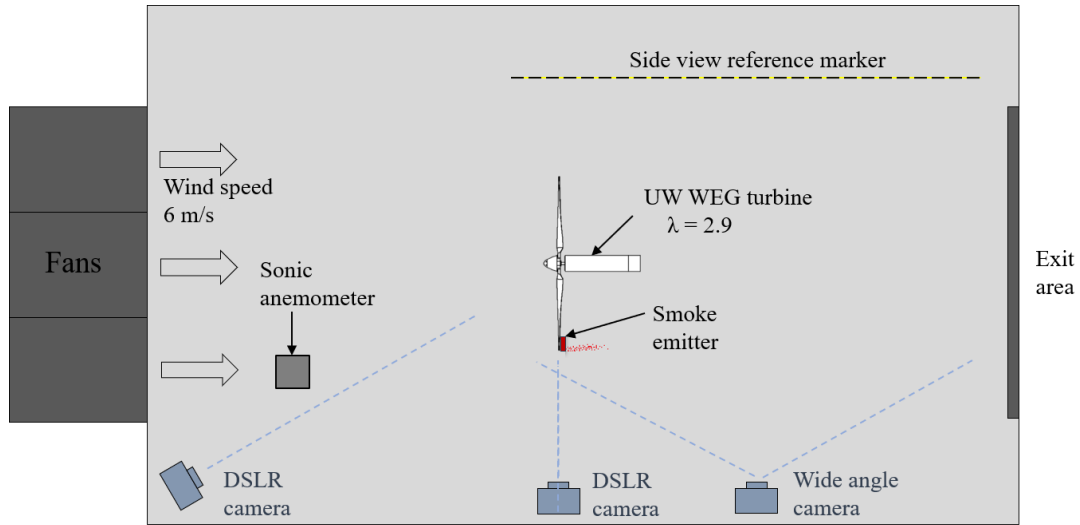 Side view reference marker
Wind speed
6 m/s
UW WEG turbine
λ = 2.9
Fans
Sonic
anemometer
Exit
area
Smoke
emitter
DSLR
camera
DSLR
camera
Wide angle
camera